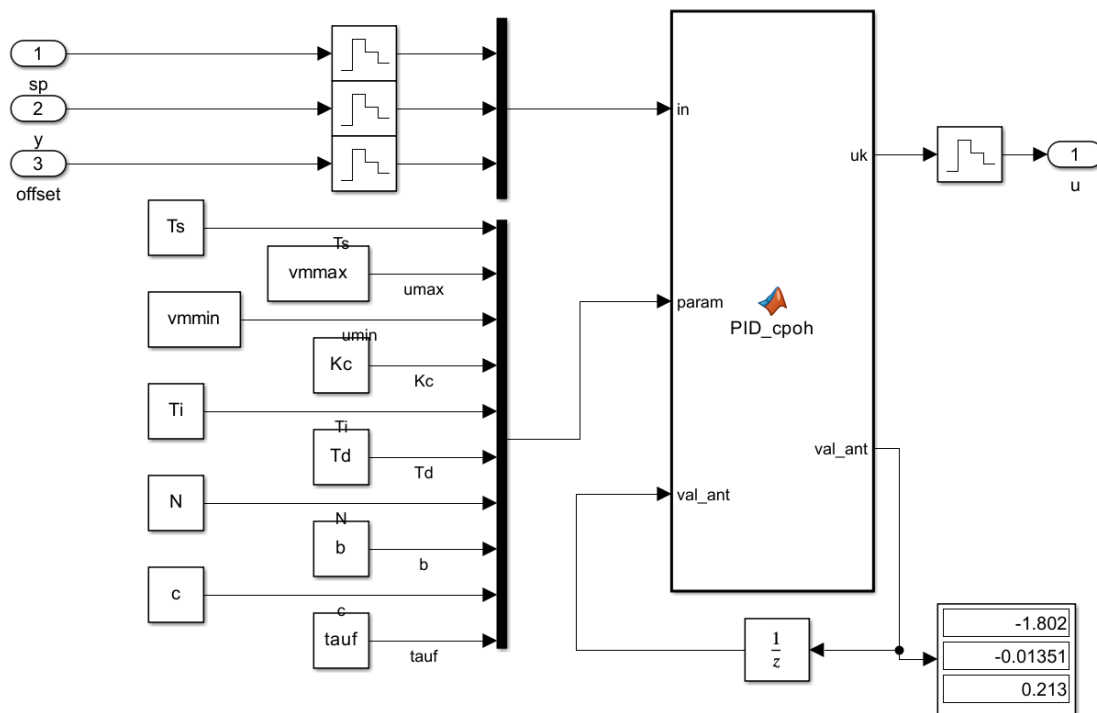 1
sp
2
y
3
offset
Ts
Ts
vmmax
umax
vmmin
umin
Kc
Kc
Ti
Ti
Td
Td
N
N
b
b
c
c
tauf
tauf
in
param
val_ant
PID_cpoh
uk
val_ant
1
u
1
z
-1.802
-0.01351
0.213